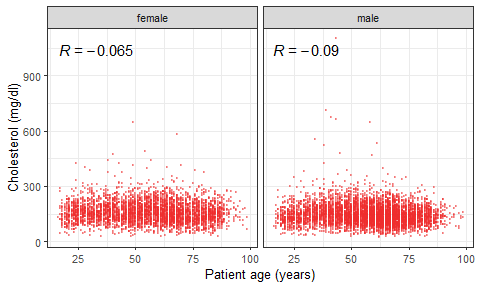 female
male
R = −0.065
R = −0.09
Cholesterol (mg/dl)
900
600
300
0
25
50
75
100
25
50
75
100
Patient age (years)